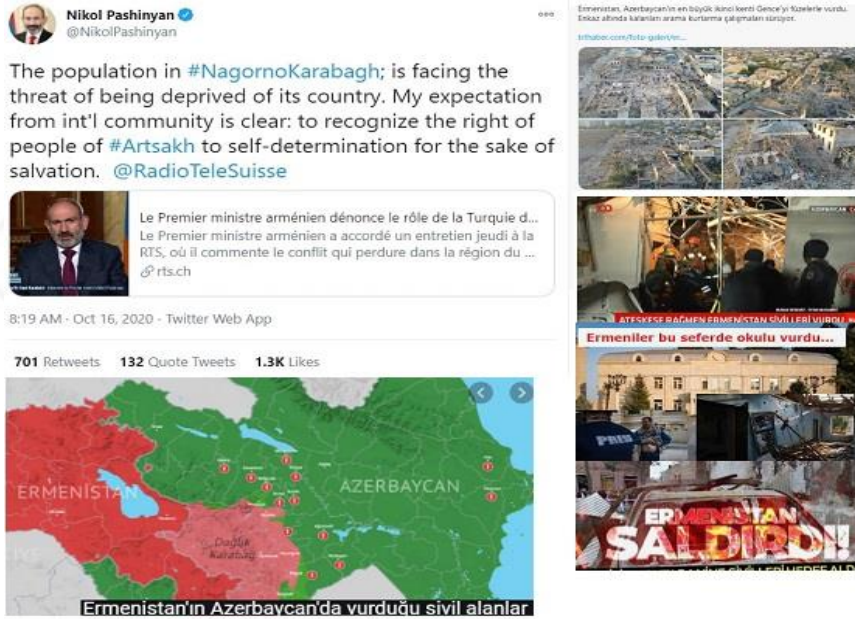 Nikol Pashinyan
@NikolPashinyan
The population in #NagornoKarabagh; is facing the
threat of being deprived of its country. My expectation
from int'l community is clear: to recognize the right of
people of #Artsakh to self-determination for the sake of
salvation. @RadioTeleSuisse
Le Premier ministre arménien dénonce le rôle de la Turquie d...
Le Premier ministre arménien a accordé un entretien jeudi à la
RTS, où il commente le conflit qui perdure dans la région du ...
rts.ch
8:19 AM · Oct 16, 2020 · Twitter Web App
701 Retweets 132 Quote Tweets 1.3K Likes
ERMENİSTAN
AZERBAYCAN
Dağlık
Karabağ
Ermenistan'ın Azerbaycan'da vurduğu sivil alanlar
Ermenistan, Azerbaycan'ın en büyük ikinci kenti Gence'yi füzelerle vurdu.
Enkaz altında kalanları arama kurtarma çalışmaları sürüyor.
trthaber.com/foto-galeri/er...
ATEŞKESE RAĞMEN ERMENİSTAN SİVİLLERİ VURDU
Ermeniler bu seferde okulu vurdu...
PRESS
ERMENİSTAN
SALDIRDI!